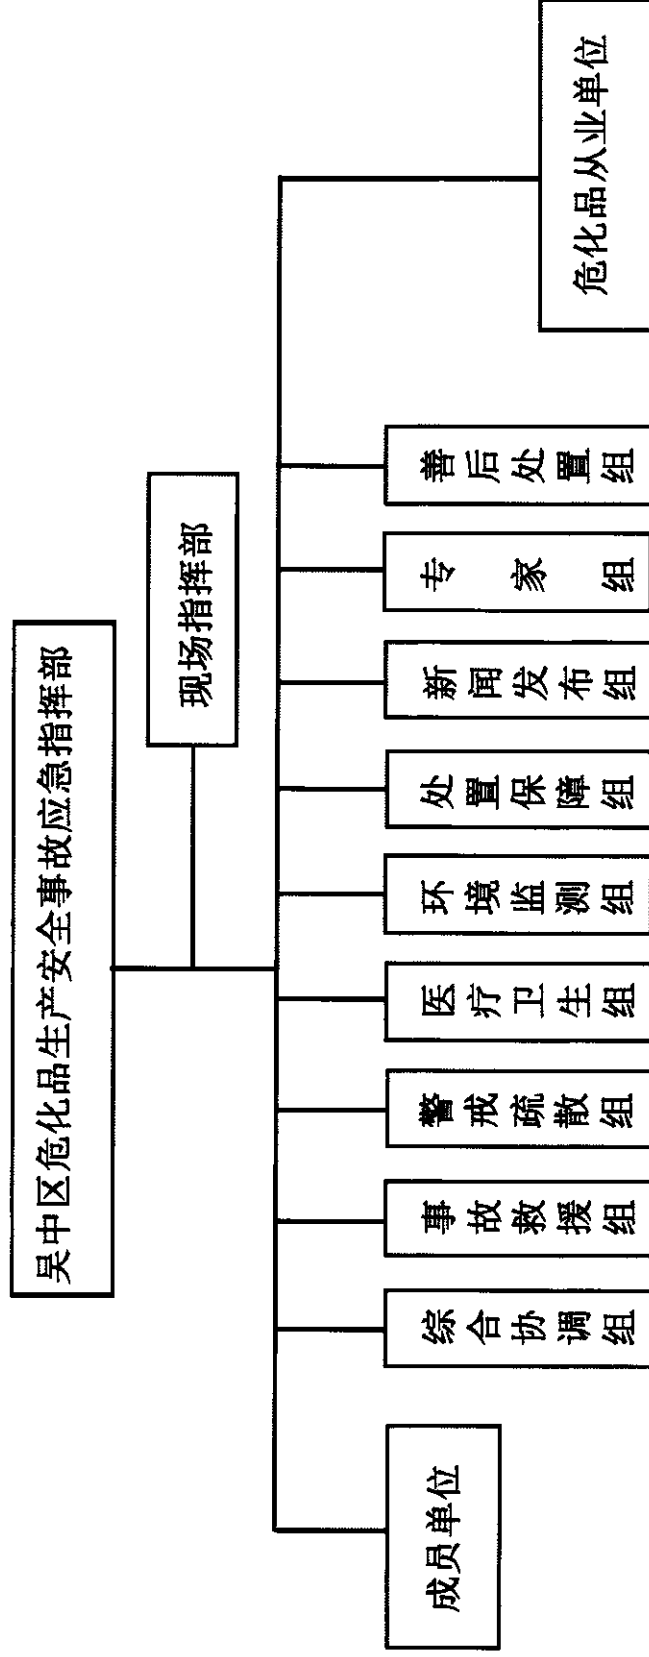 吴中区危化品生产安全事故应急指挥部
现场指挥部
成员单位
综合协调组
事故救援组
警戒疏散组
医疗卫生组
环境监测组
处置保障组
新闻发布组
专家组
善后处置组
危化品从业单位